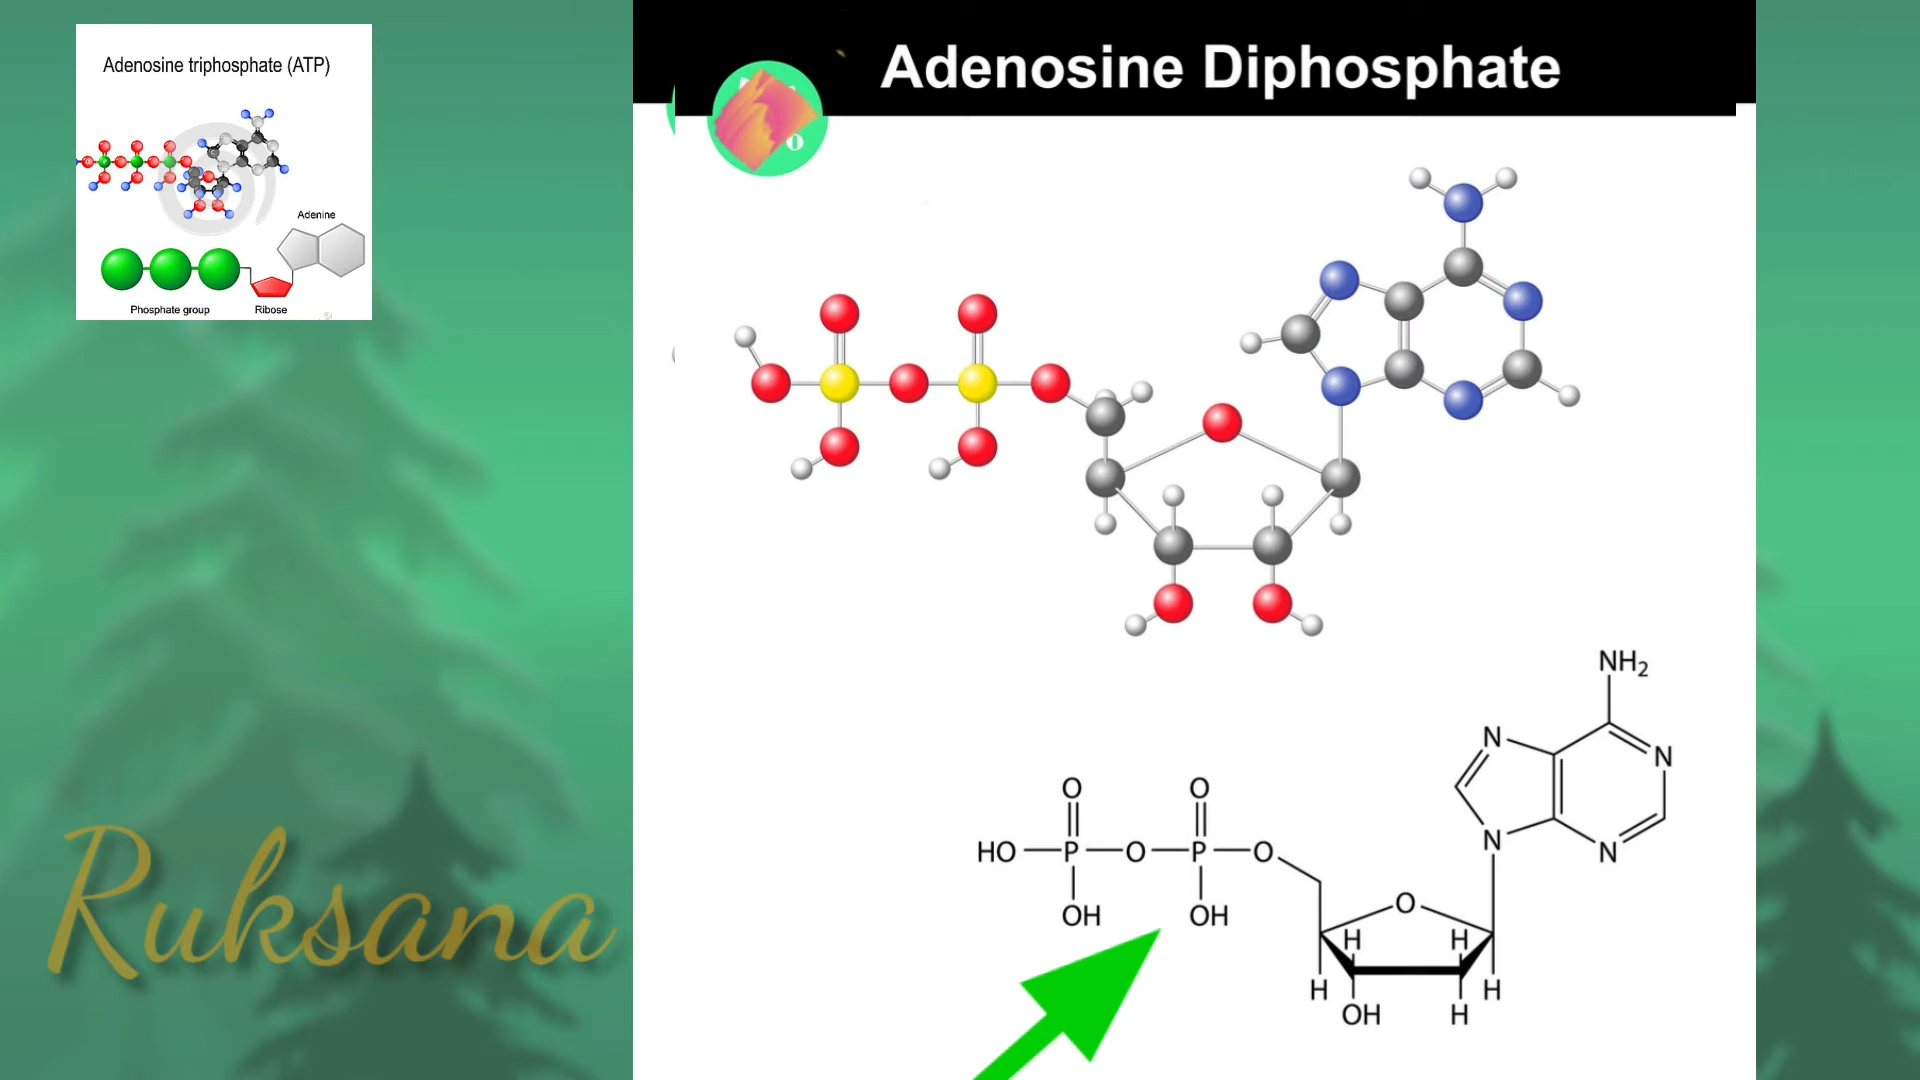 Adenosine triphosphate (ATP)
Adenine
Phosphate group
Ribose
Ruksana
Adenosine Diphosphate
o
NH2
N
N
N
N
O
O
HO
P
O
P
O
OH
OH
O
H
H
H
H
OH
H